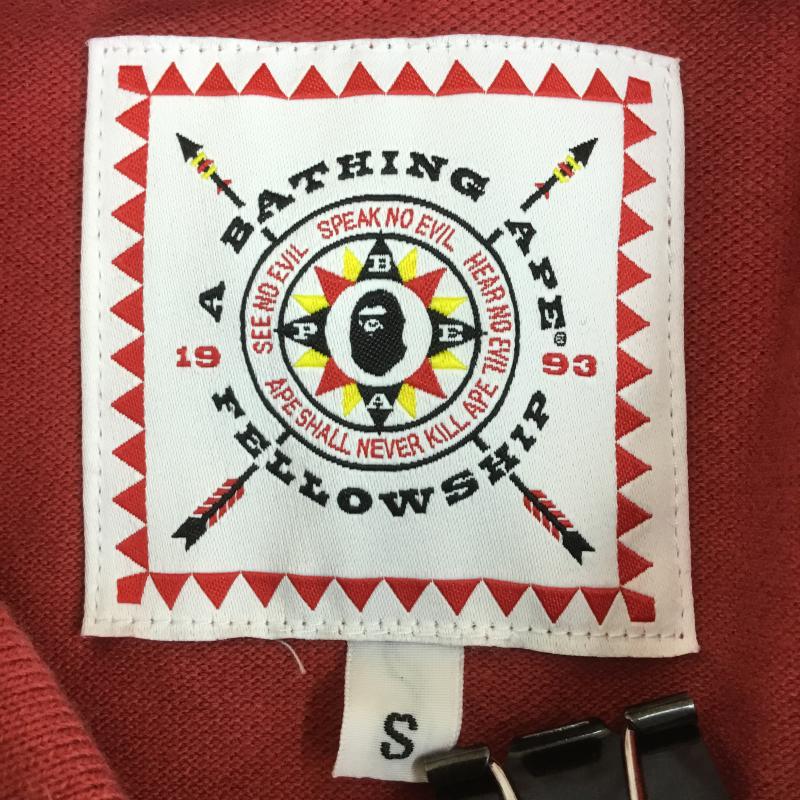 A BATHING APE®
SEE NO EVIL SPEAK NO EVIL HEAR NO EVIL
APE SHALL NEVER KILL APE
B
P E
A
19 93
FELLOWSHIP
S